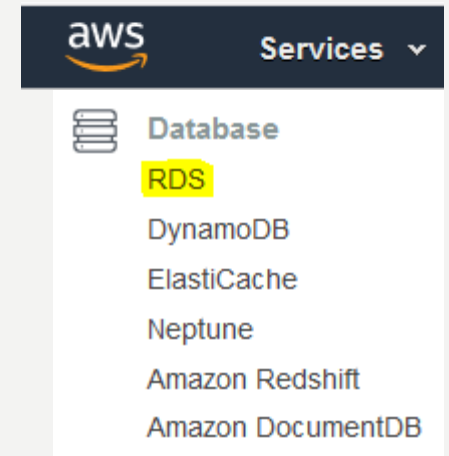 aws
Services
Database
RDS
DynamoDB
ElastiCache
Neptune
Amazon Redshift
Amazon DocumentDB